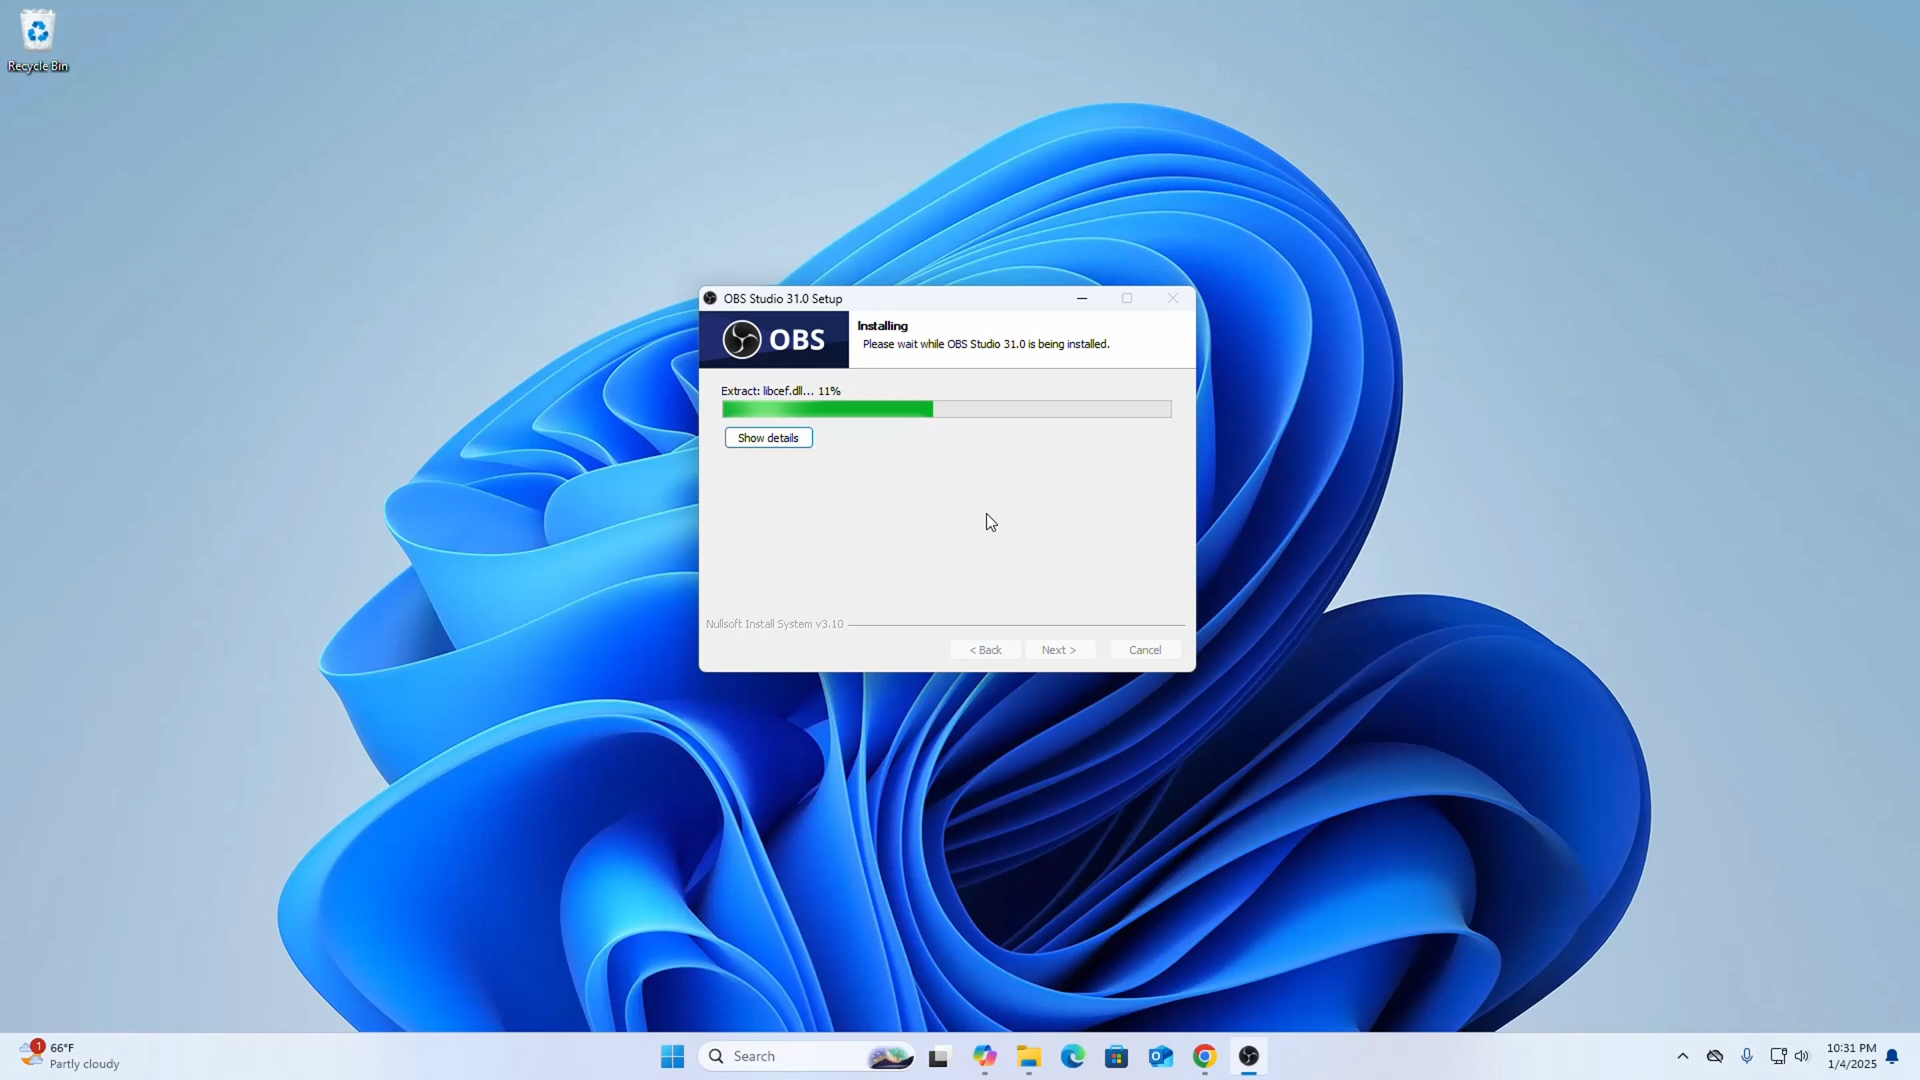 Recycle Bin
OBS Studio 31.0 Setup
OBS
Installing
Please wait while OBS Studio 31.0 is being installed.
Extract: libcef.dll... 11%
Show details
Nullsoft Install System v3.10
< Back
Next >
Cancel
1
66°F
Partly cloudy
Search
10:31 PM
1/4/2025